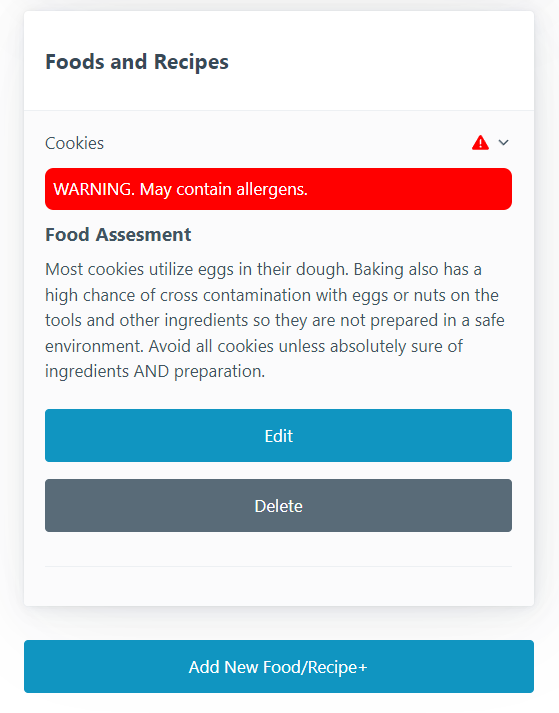 Foods and Recipes
Cookies
WARNING. May contain allergens.
Food Assesment
Most cookies utilize eggs in their dough. Baking also has a
high chance of cross contamination with eggs or nuts on the
tools and other ingredients so they are not prepared in a safe
environment. Avoid all cookies unless absolutely sure of
ingredients AND preparation.
Edit
Delete
Add New Food/Recipe+